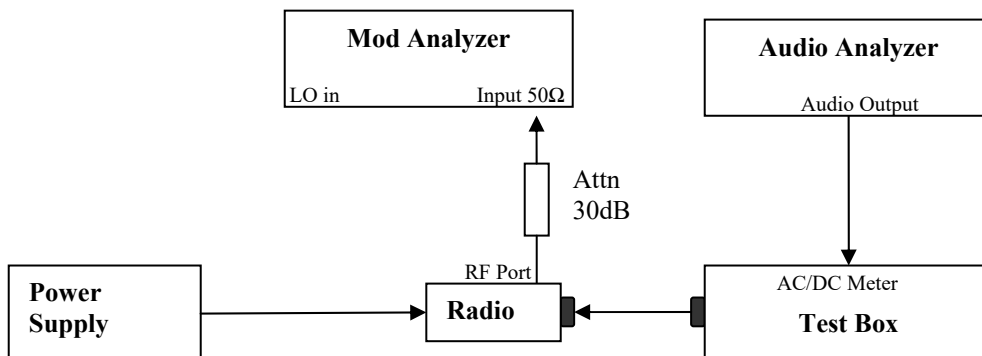 Mod Analyzer
LO in
Input 50Ω
Audio Analyzer
Audio Output
Attn
30dB
RF Port
Power
Supply
Radio
AC/DC Meter
Test Box